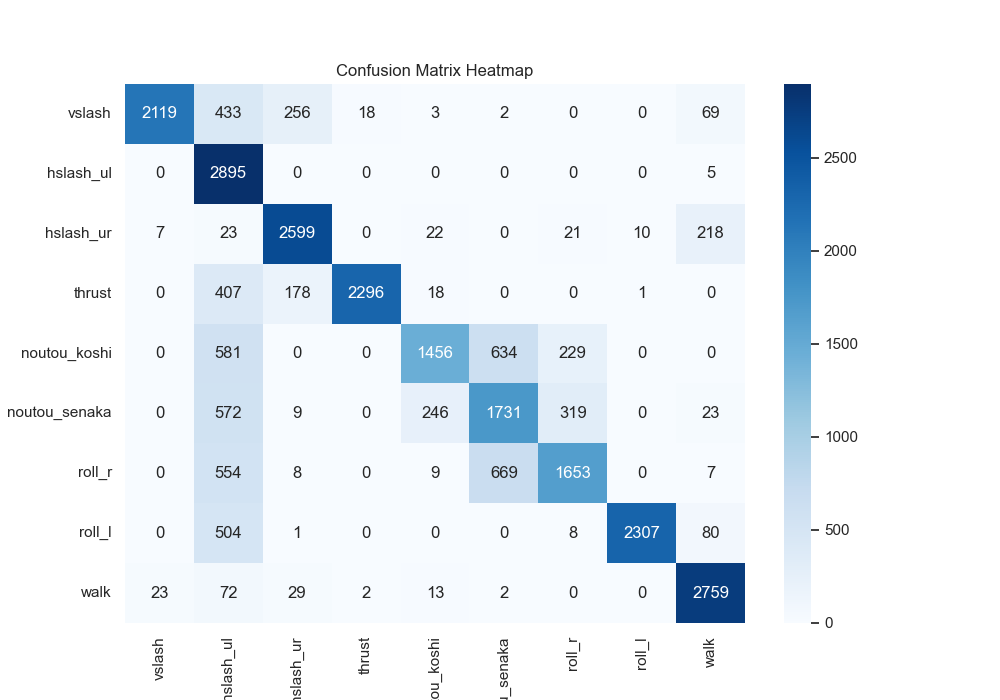 Confusion Matrix Heatmap
vslash 2119 433 256 18 3 2 0 0 69
hslash_ul 0 2895 0 0 0 0 0 0 5
hslash_ur 7 23 2599 0 22 0 21 10 218
thrust 0 407 178 2296 18 0 0 1 0
noutou_koshi 0 581 0 0 1456 634 229 0 0
noutou_senaka 0 572 9 0 246 1731 319 0 23
roll_r 0 554 8 0 9 669 1653 0 7
roll_l 0 504 1 0 0 0 8 2307 80
walk 23 72 29 2 13 2 0 0 2759
vslash
hslash_ul
hslash_ur
thrust
ou_koshi
u_senaka
roll_r
roll_l
walk
2500
2000
1500
1000
500
0